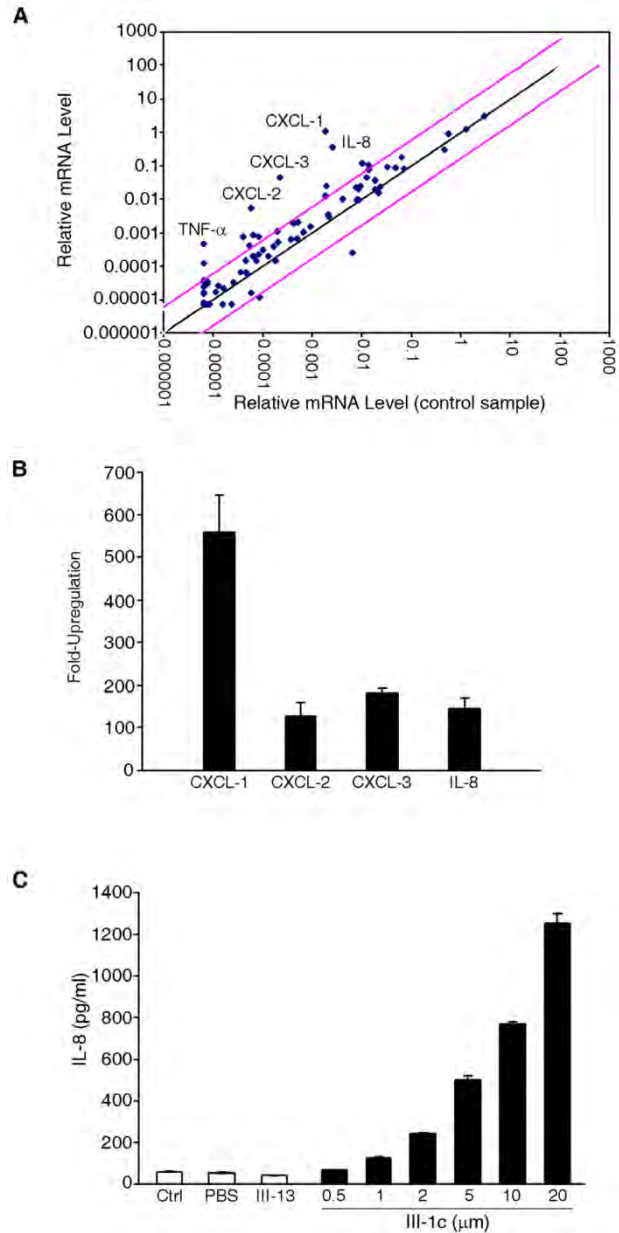 A
Relative mRNA Level
1000
100
10
1
0.1
0.01
0.001
0.0001
0.00001
0.000001
CXCL-1
IL-8
CXCL-3
CXCL-2
TNF-α
0.000001
0.00001
0.0001
0.001
0.01
0.1
1
10
100
1000
Relative mRNA Level (control sample)
B
Fold-Upregulation
700
600
500
400
300
200
100
0
CXCL-1 CXCL-2 CXCL-3 IL-8
C
IL-8 (pg/ml)
1400
1200
1000
800
600
400
200
0
Ctrl PBS III-13 0.5 1 2 5 10 20
III-1c (μm)